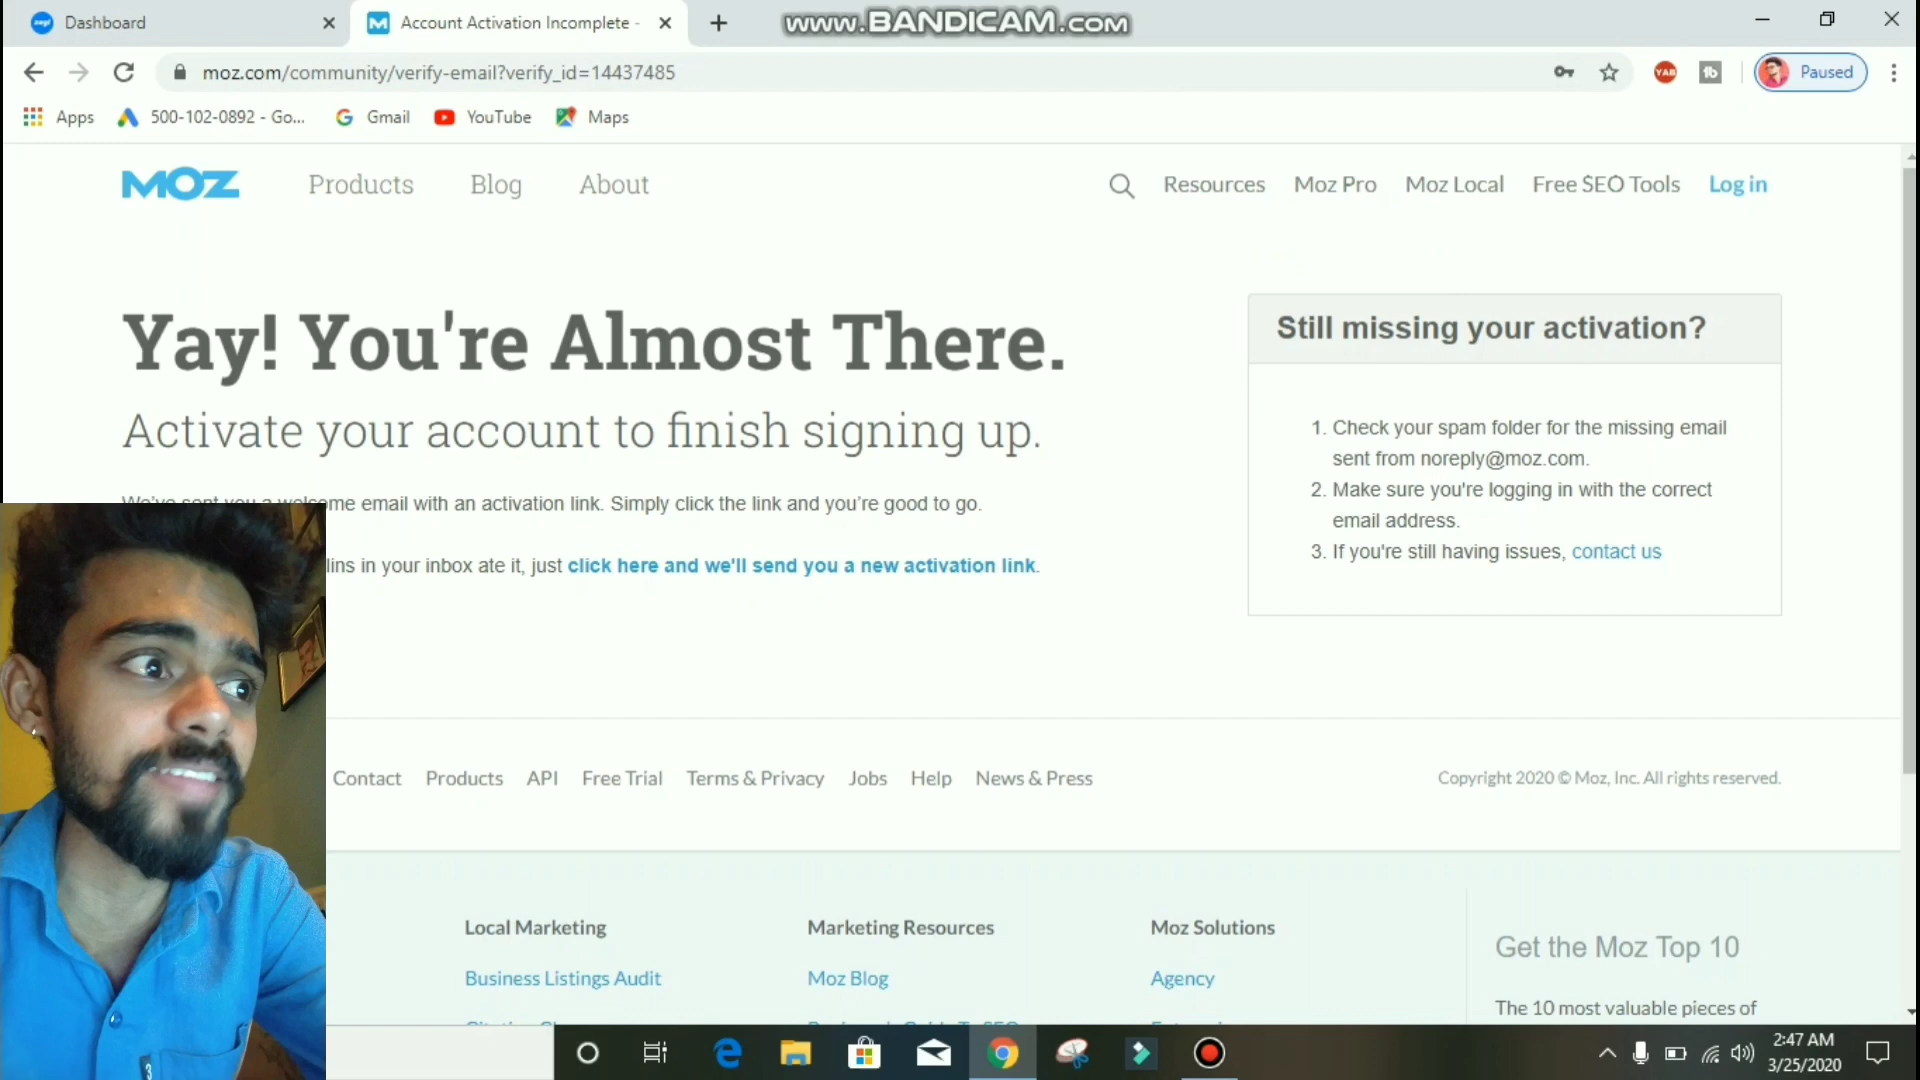 Dashboard
Account Activation Incomplete -
www.BANDICAM.com
moz.com/community/verify-email?verify_id=14437485
Paused
Apps
500-102-0892 - Go...
Gmail
YouTube
Maps
MOZ
Products
Blog
About
Resources
Moz Pro
Moz Local
Free SEO Tools
Log in
Yay! You're Almost There.
Activate your account to finish signing up.
We've sent you a welcome email with an activation link. Simply click the link and you're good to go.
lins in your inbox ate it, just click here and we'll send you a new activation link.
Still missing your activation?
1. Check your spam folder for the missing email
sent from noreply@moz.com.
2. Make sure you're logging in with the correct
email address.
3. If you're still having issues, contact us
Contact
Products
API
Free Trial
Terms & Privacy
Jobs
Help
News & Press
Copyright 2020 © Moz, Inc. All rights reserved.
Local Marketing
Business Listings Audit
Marketing Resources
Moz Blog
Moz Solutions
Agency
Get the Moz Top 10
The 10 most valuable pieces of
2:47 AM
3/25/2020